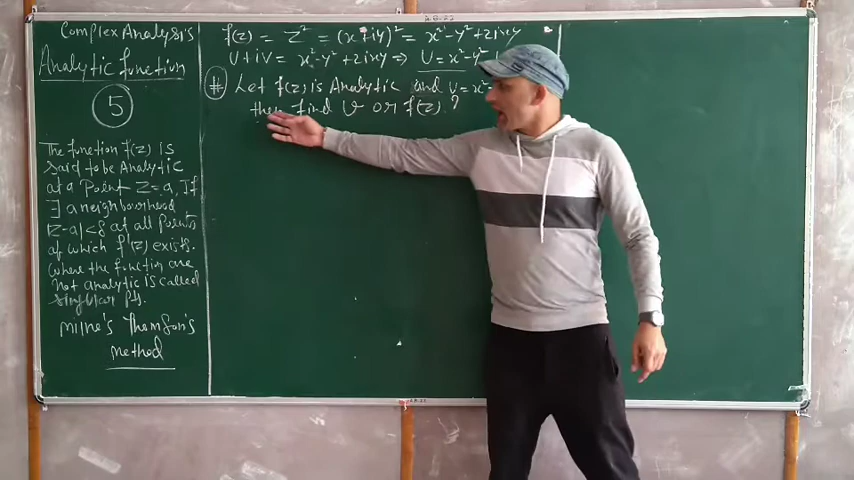 Complex Analysis
Analytic function
5
The function f(z) is
said to be Analytic
at a Point z=a, If
∃ a neighbourhood
|z-a|<δ at all Points
of which f'(z) exists.
where the function are
not analytic is called
singular pts.
Milne's Thomson's
method
f(z) = z² = (x+iy)² = x²-y²+2ixy
U+iV = x²-y²+2ixy ⇒ U=x²-y²
# Let f(z) is Analytic and U=x²-
then find V or f(z)?